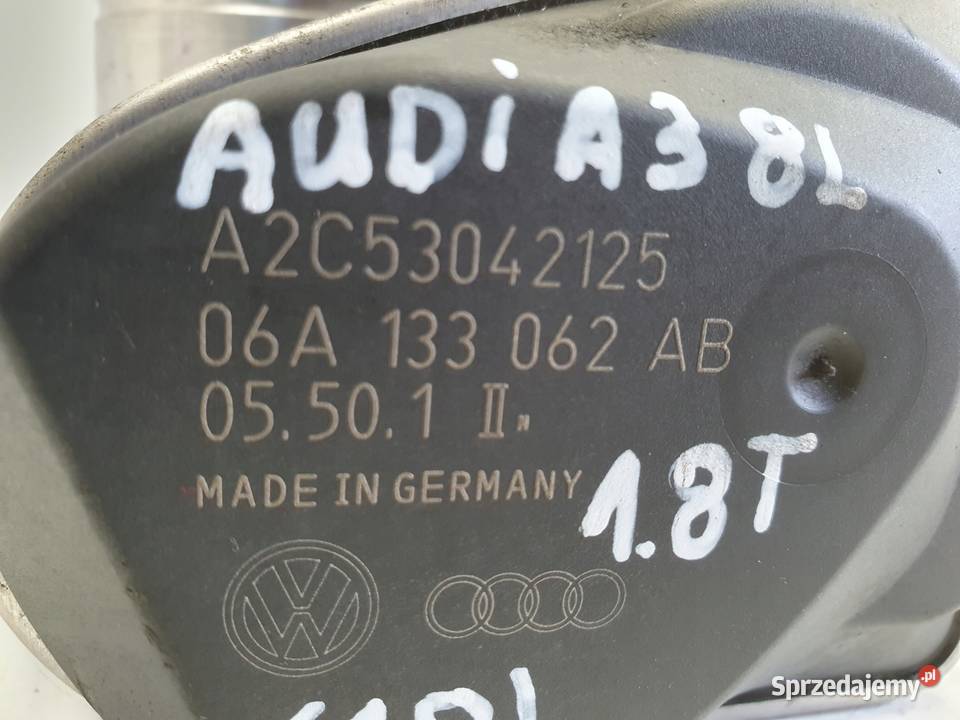 AUDi A3 8L
A2C53042125
06A 133 062 AB
05.50.1 II N
MADE IN GERMANY
1.8T
Sprzedajemy.pl